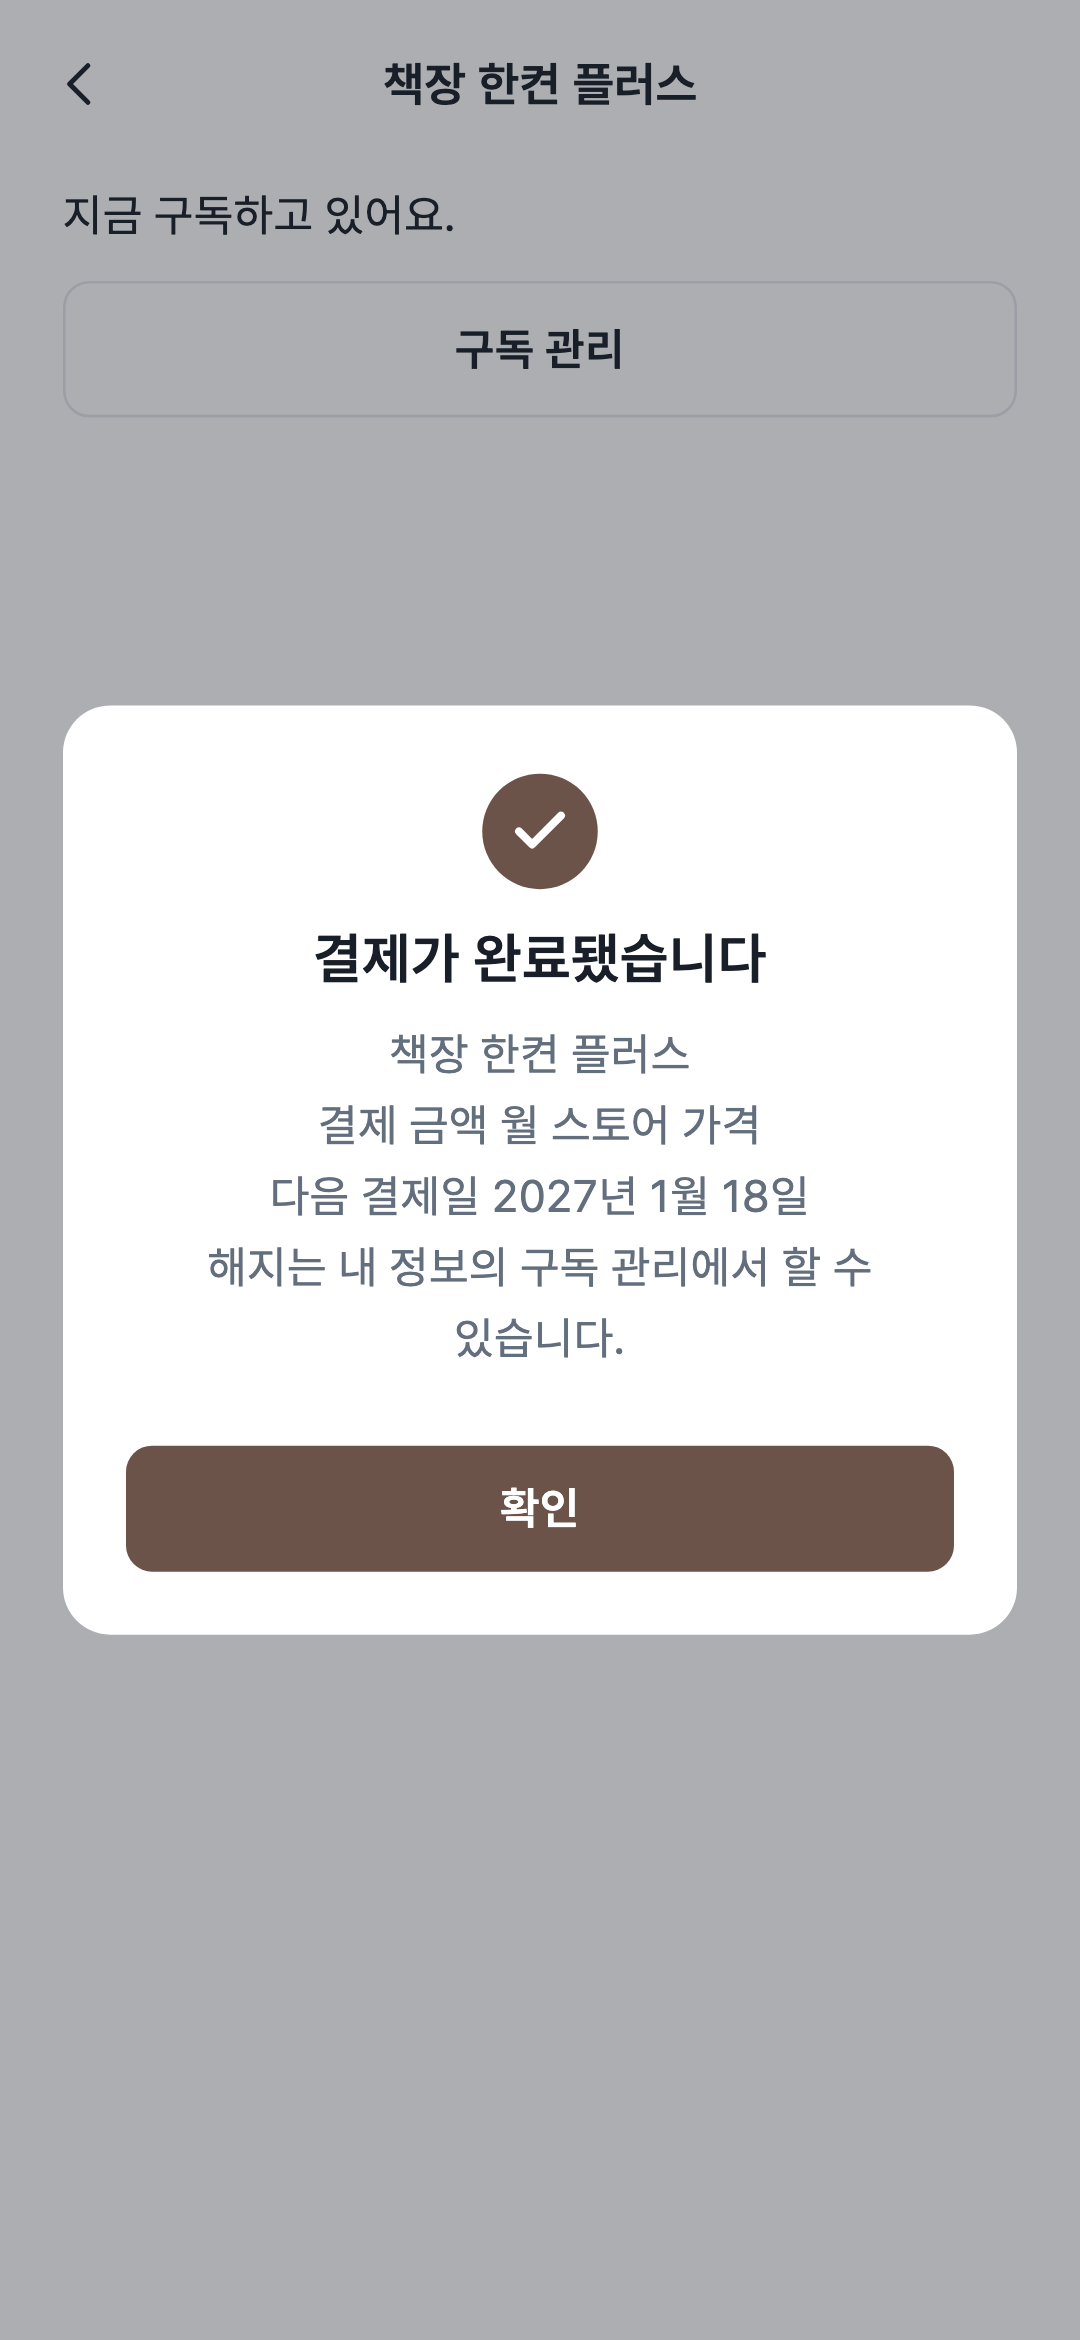 책장 한켠 플러스
지금 구독하고 있어요.
구독 관리
결제가 완료됐습니다
책장 한켠 플러스
결제 금액 월 스토어 가격
다음 결제일 2027년 1월 18일
해지는 내 정보의 구독 관리에서 할 수
있습니다.
확인